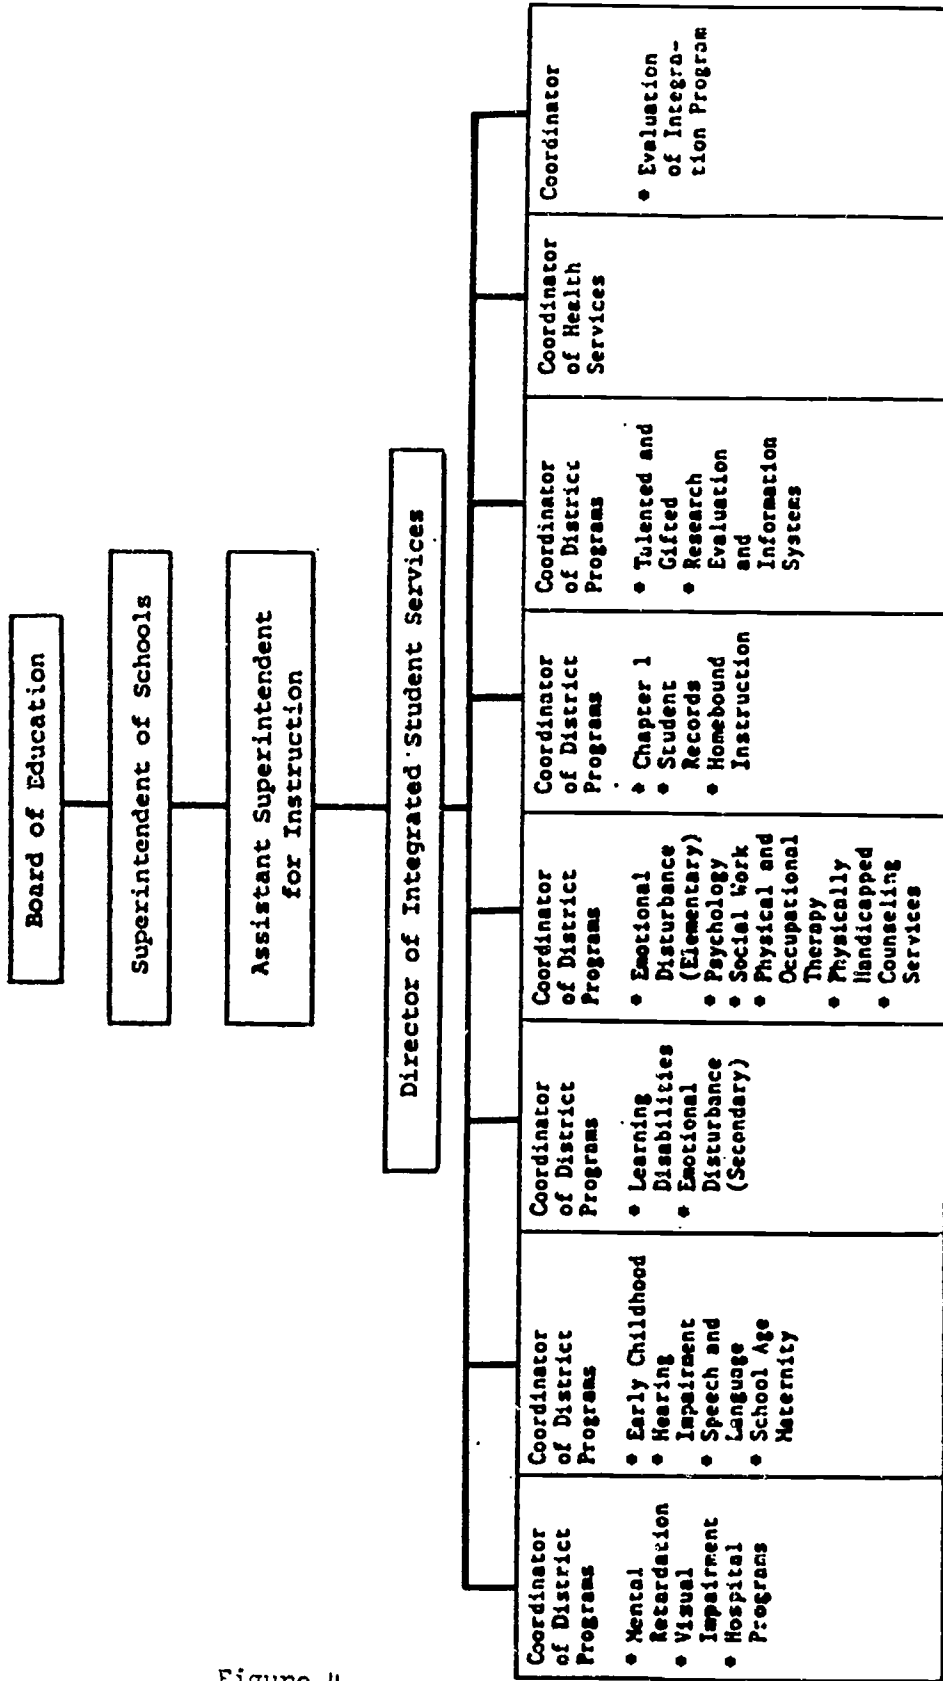 Board of Education
Superintendent of Schools
Assistant Superintendent
for Instruction
Director of Integrated Student Services
Coordinator
of District
Programs
• Mental
Retardation
• Visual
Impairment
• Hospital
Programs
Coordinator
of District
Programs
• Early Childhood
• Hearing
Impairment
• Speech and
Language
• School Age
Maternity
Coordinator
of District
Programs
• Learning
Disabilities
• Emotional
Disturbance
(Secondary)
Coordinator
of District
Programs
• Emotional
Disturbance
(Elementary)
• Psychology
• Social Work
• Physical and
Occupational
Therapy
• Physically
Handicapped
• Counseling
Services
Coordinator
of District
Programs
• Chapter 1
• Student
Records
• Homebound
Instruction
Coordinator
of District
Programs
• Talented and
Gifted
• Research
Evaluation
and
Information
Systems
Coordinator
of Health
Services
Coordinator
• Evaluation
of Integra-
tion Program
Figure 4